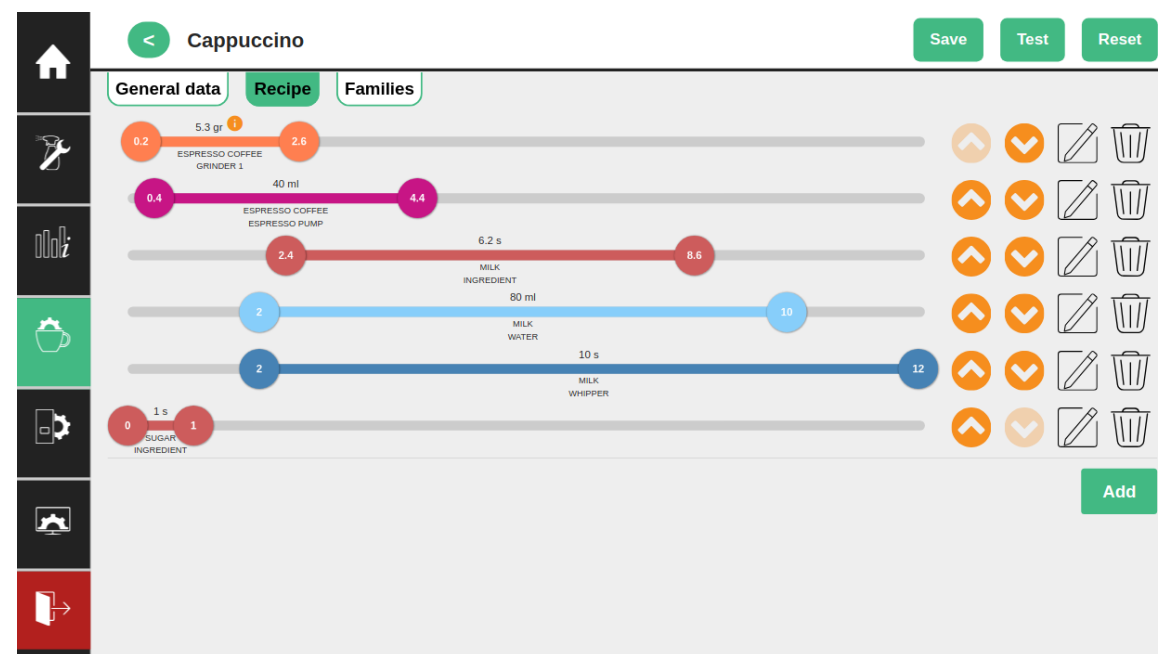 < Cappuccino Save Test Reset
General data Recipe Families
5.3 gr i
0.2 2.6
ESPRESSO COFFEE
GRINDER 1
40 ml
0.4 4.4
ESPRESSO COFFEE
ESPRESSO PUMP
6.2 s
2.4 8.6
MILK
INGREDIENT
80 ml
2 10
MILK
WATER
10 s
2 12
MILK
WHIPPER
1 s
0 1
SUGAR
INGREDIENT
Add
i